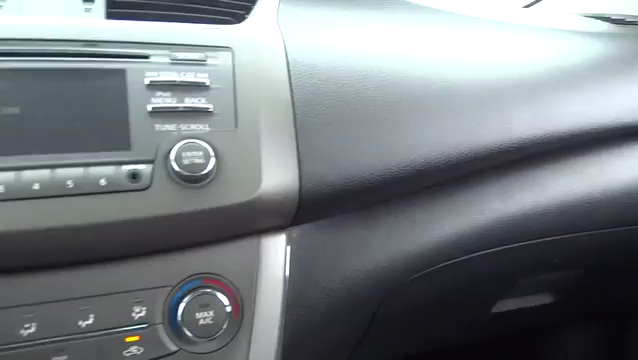 MENU BACK
TUNE·SCROLL
ENTER
SETTING
4 5 6
MAX
A/C